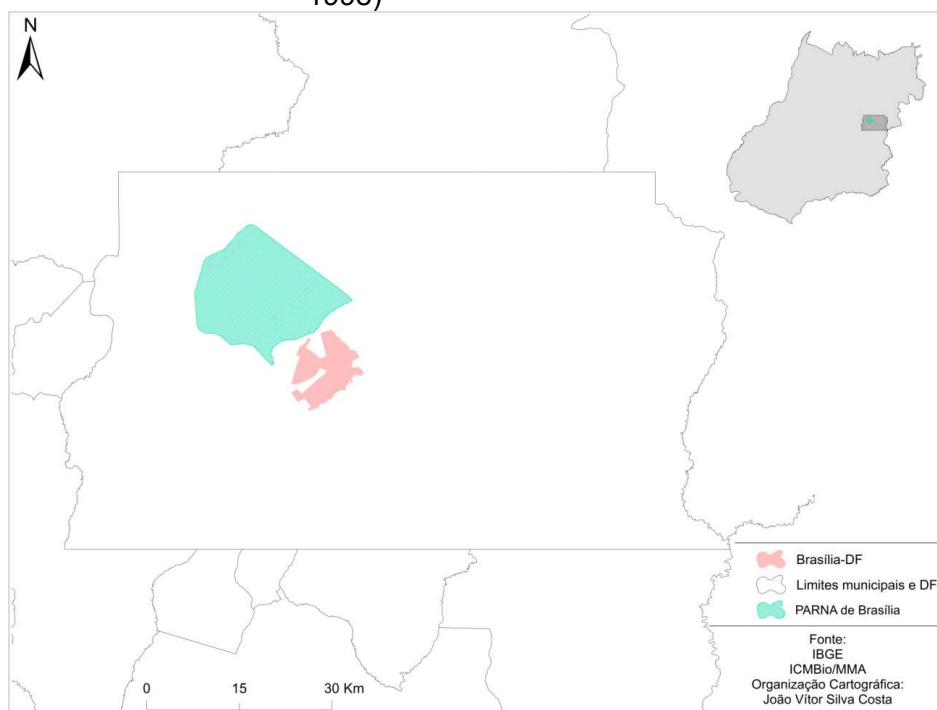 N
Brasília-DF
Limites municipais e DF
PARNA de Brasília
Fonte:
IBGE
ICMBio/MMA
Organização Cartográfica:
João Vítor Silva Costa
0 15 30 Km